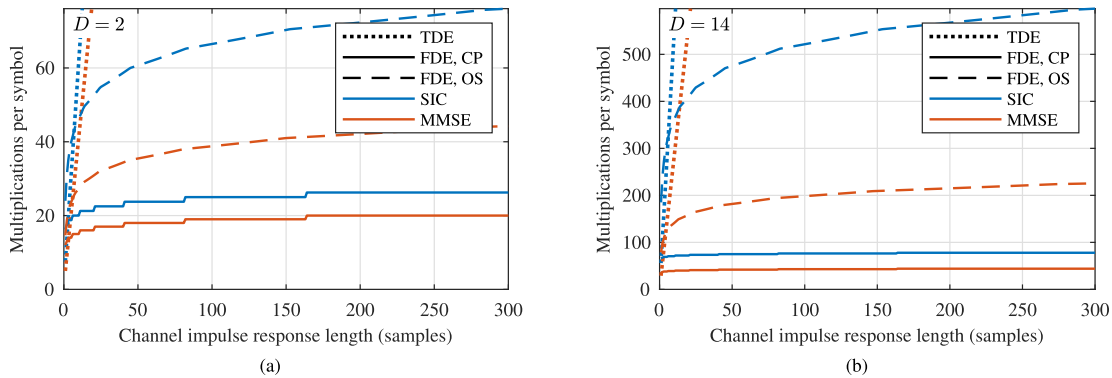 D = 2
TDE
FDE, CP
FDE, OS
SIC
MMSE
60
40
20
0
0 50 100 150 200 250 300
Multiplications per symbol
Channel impulse response length (samples)
(a)
D = 14
TDE
FDE, CP
FDE, OS
SIC
MMSE
500
400
300
200
100
0
0 50 100 150 200 250 300
Multiplications per symbol
Channel impulse response length (samples)
(b)